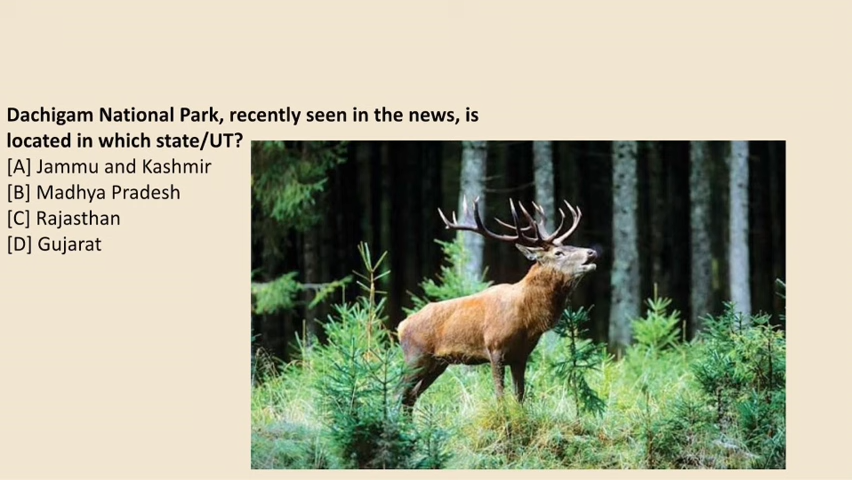 Dachigam National Park, recently seen in the news, is
located in which state/UT?
[A] Jammu and Kashmir
[B] Madhya Pradesh
[C] Rajasthan
[D] Gujarat